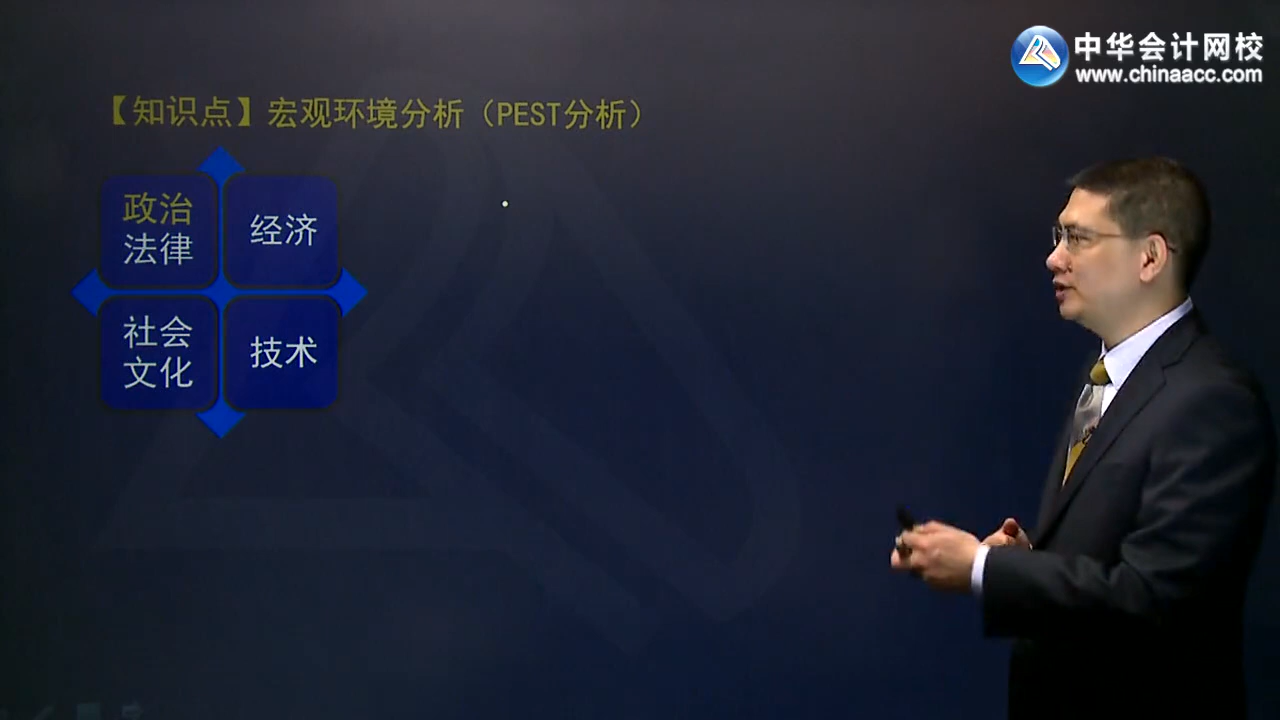 中华会计网校
www.chinaacc.com
【知识点】宏观环境分析（PEST分析）
政治
法律
经济
社会
文化
技术